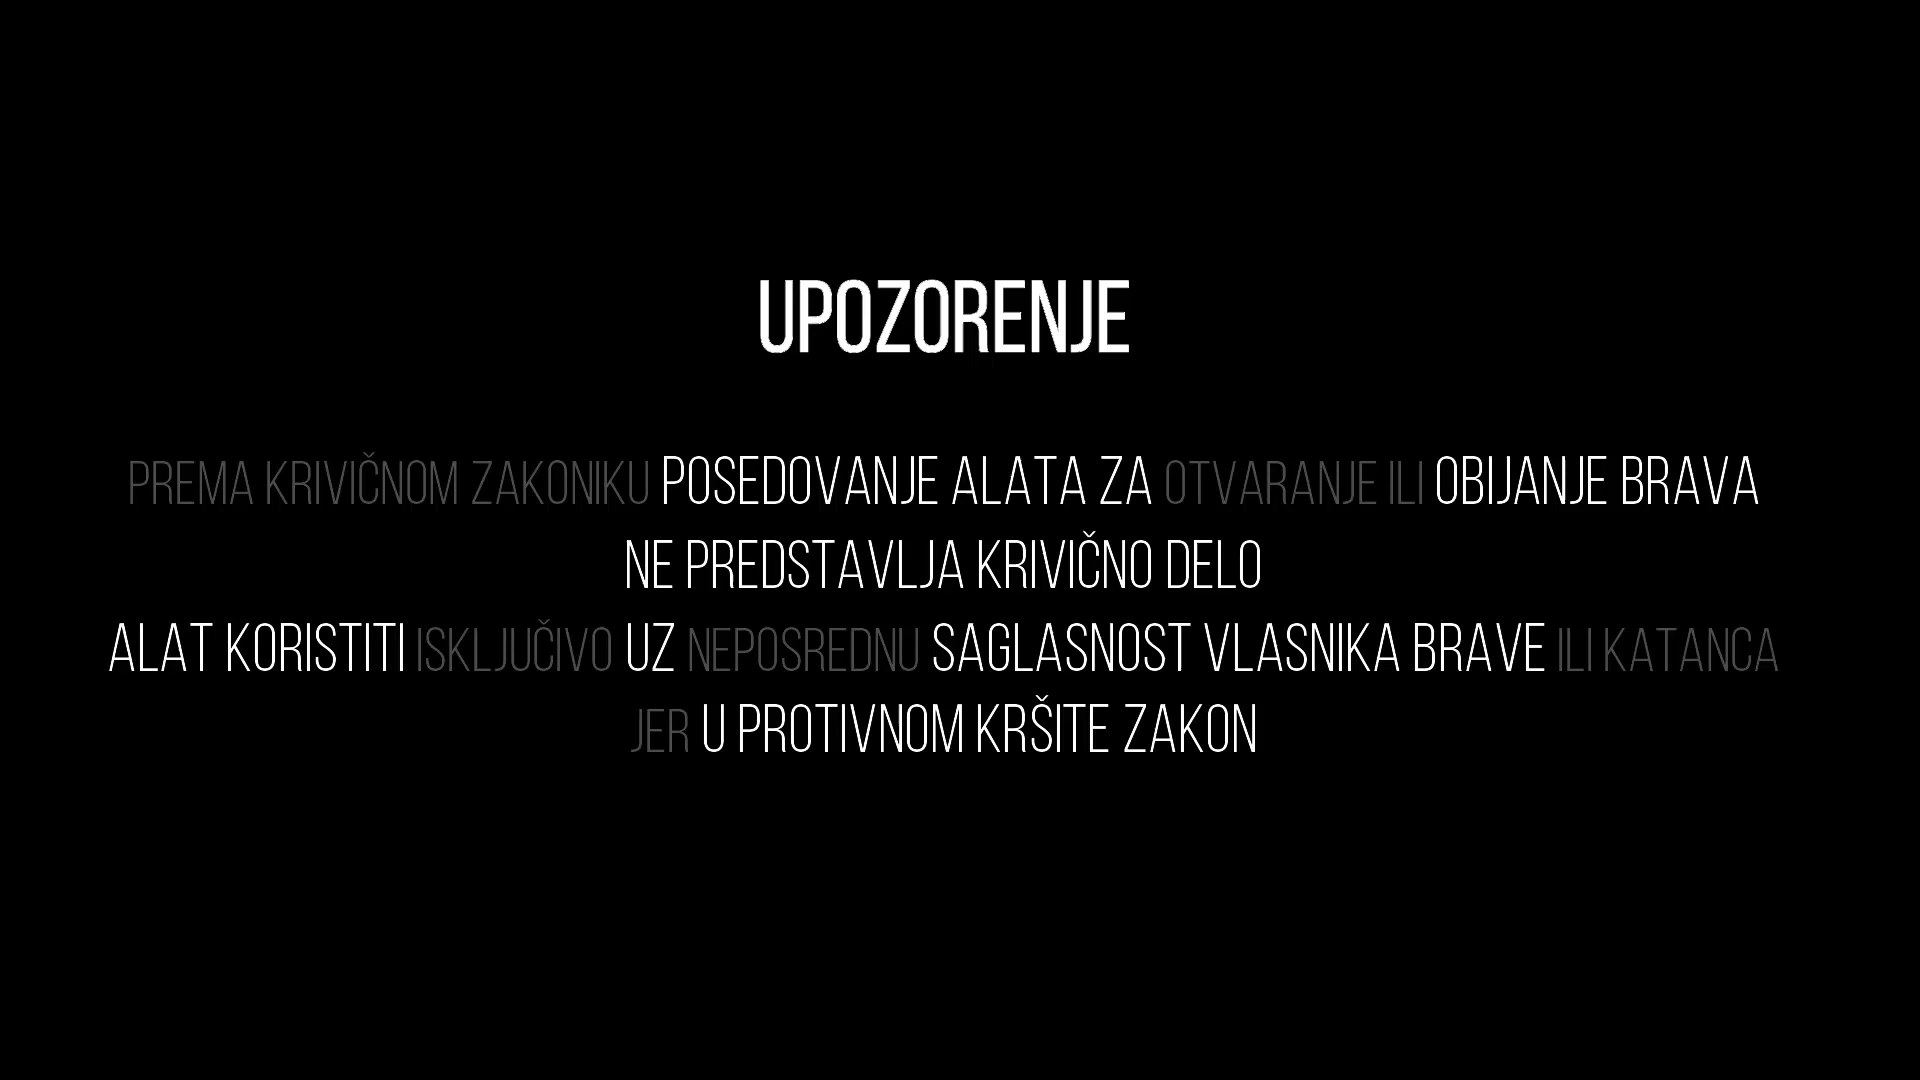 UPOZORENJE
PREMA KRIVIČNOM ZAKONIKU POSEDOVANJE ALATA ZA OTVARANJE ILI OBIJANJE BRAVA
NE PREDSTAVLJA KRIVIČNO DELO
ALAT KORISTITI ISKLJUČIVO UZ NEPOSREDNU SAGLASNOST VLASNIKA BRAVE ILI KATANCA
JER U PROTIVNOM KRŠITE ZAKON